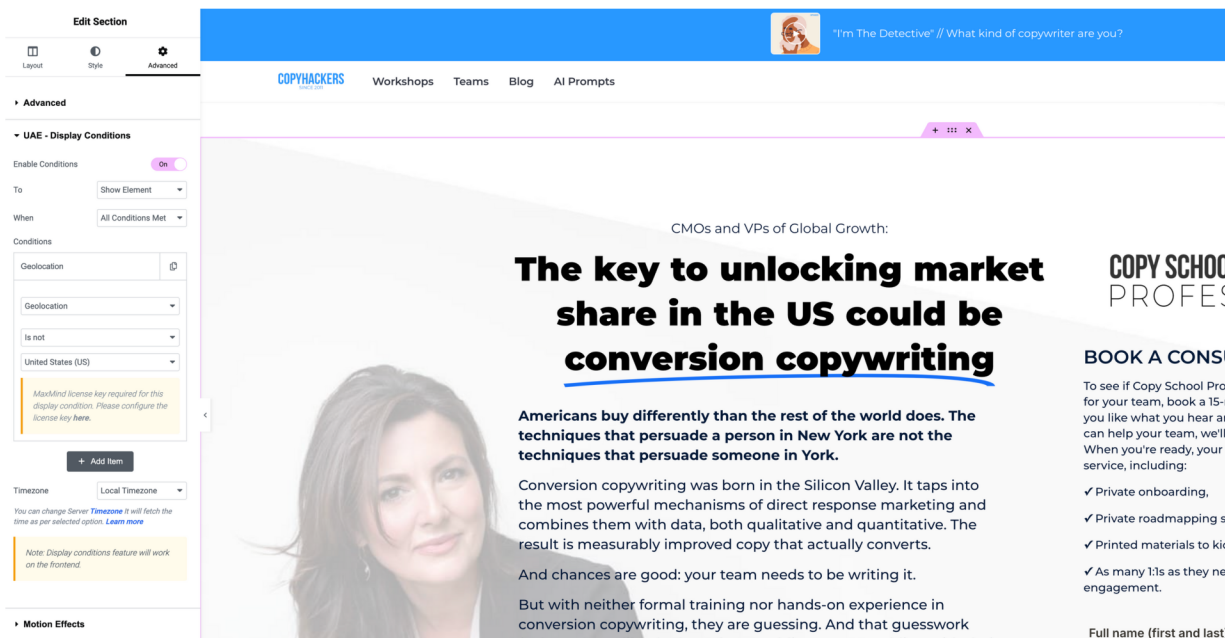 Edit Section
Layout
Style
Advanced
Advanced
UAE - Display Conditions
Enable Conditions
On
To
Show Element
When
All Conditions Met
Conditions
Geolocation
Geolocation
Is not
United States (US)
MaxMind license key required for this
display condition. Please configure the
license key here.
+ Add Item
Timezone
Local Timezone
You can change Server Timezone It will fetch the
time as per selected option. Learn more
Note: Display conditions feature will work
on the frontend.
Motion Effects
"I'm The Detective" // What kind of copywriter are you?
COPYHACKERS
SINCE 2011
Workshops
Teams
Blog
AI Prompts
CMOs and VPs of Global Growth:
The key to unlocking market
share in the US could be
conversion copywriting
Americans buy differently than the rest of the world does. The
techniques that persuade a person in New York are not the
techniques that persuade someone in York.
Conversion copywriting was born in the Silicon Valley. It taps into
the most powerful mechanisms of direct response marketing and
combines them with data, both qualitative and quantitative. The
result is measurably improved copy that actually converts.
And chances are good: your team needs to be writing it.
But with neither formal training nor hands-on experience in
conversion copywriting, they are guessing. And that guesswork
COPY SCHOO
PROFES
BOOK A CONSU
To see if Copy School Pro
for your team, book a 15-
you like what you hear a
can help your team, we'll
When you're ready, your
service, including:
✓ Private onboarding,
✓ Private roadmapping s
✓ Printed materials to ki
✓ As many 1:1s as they ne
engagement.
Full name (first and last